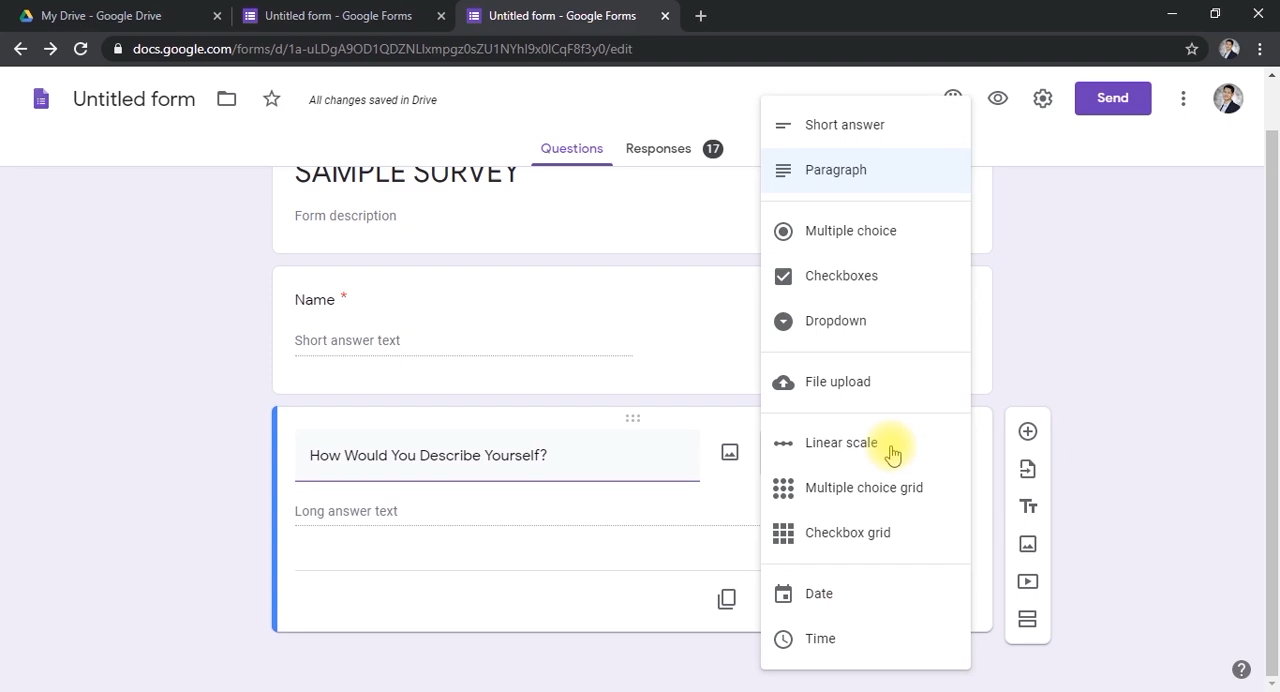 My Drive - Google Drive
Untitled form - Google Forms
Untitled form - Google Forms
docs.google.com/forms/d/1a-uLDgA9OD1QDZNLlxmpgz0sZU1NYhI9x0lCqF8f3y0/edit
Untitled form
All changes saved in Drive
Send
Questions
Responses 17
SAMPLE SURVEY
Form description
Name *
Short answer text
How Would You Describe Yourself?
Long answer text
Short answer
Paragraph
Multiple choice
Checkboxes
Dropdown
File upload
Linear scale
Multiple choice grid
Checkbox grid
Date
Time
Tт